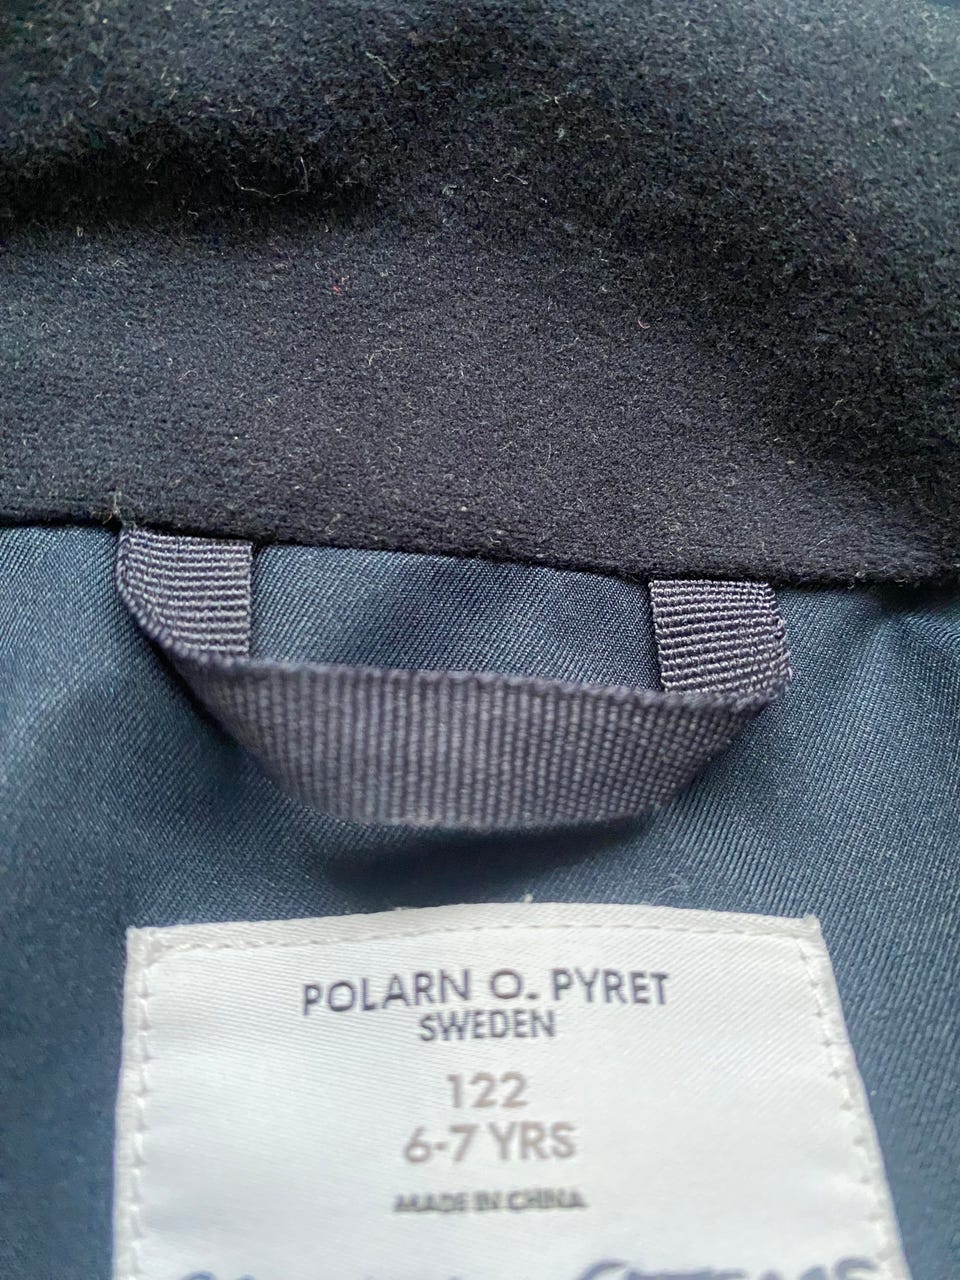 POLARN O. PYRET
SWEDEN
122
6-7 YRS
MADE IN CHINA